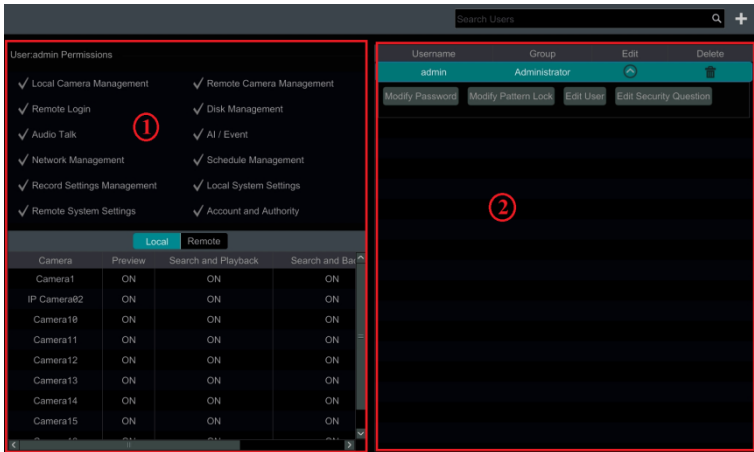 Search Users
User:admin Permissions
Local Camera Management Remote Camera Management
Remote Login Disk Management
Audio Talk AI / Event
Network Management Schedule Management
Record Settings Management Local System Settings
Remote System Settings Account and Authority
1
Local Remote
Camera Preview Search and Playback Search and Bac
Camera1 ON ON ON
IP Camera02 ON ON ON
Camera10 ON ON ON
Camera11 ON ON ON
Camera12 ON ON ON
Camera13 ON ON ON
Camera14 ON ON ON
Camera15 ON ON ON
Username Group Edit Delete
admin Administrator
Modify Password Modify Pattern Lock Edit User Edit Security Question
2